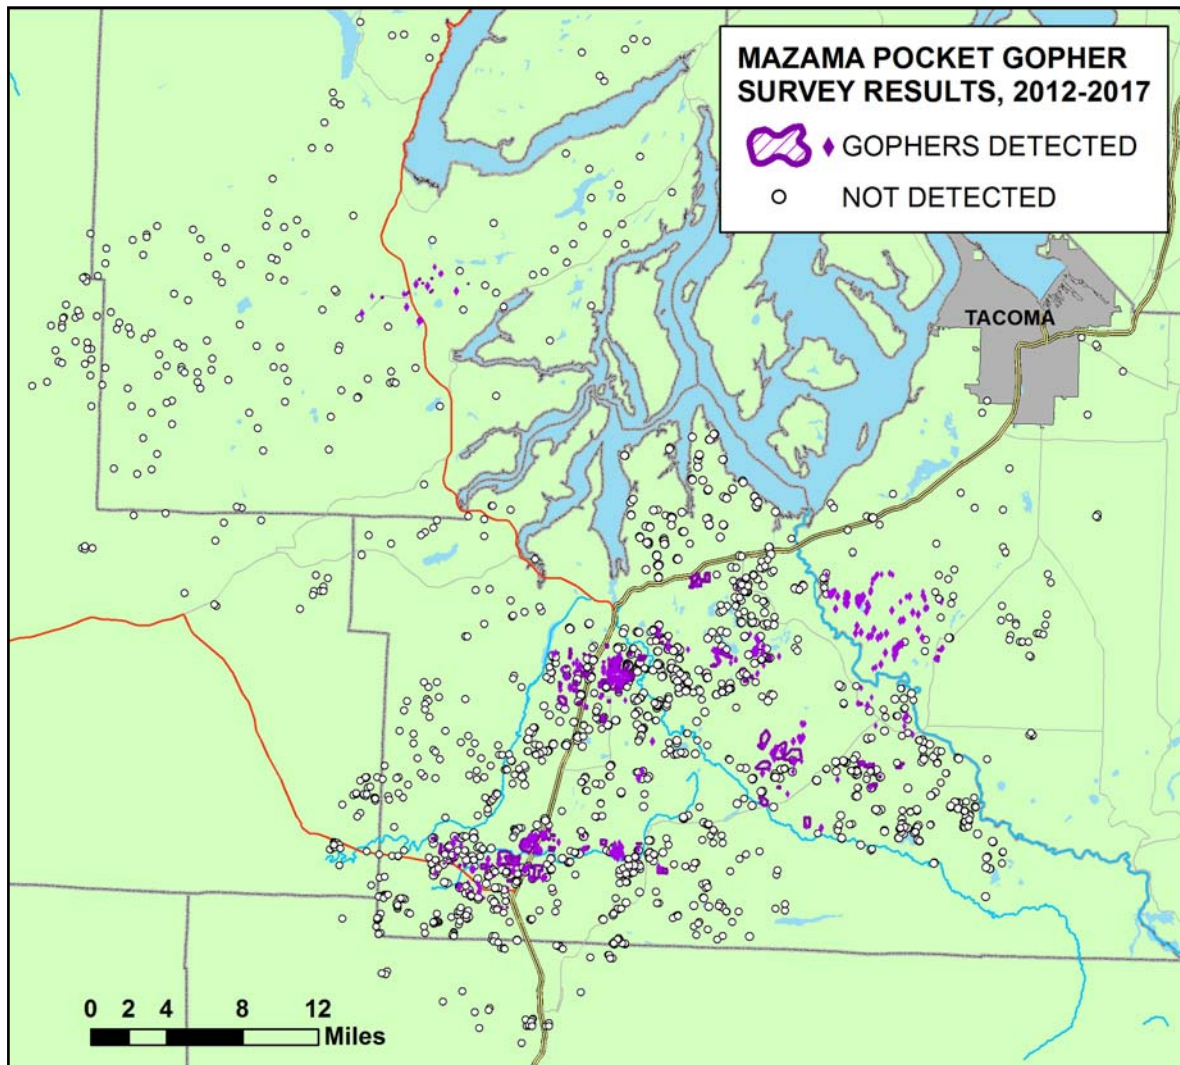 MAZAMA POCKET GOPHER
SURVEY RESULTS, 2012-2017
GOPHERS DETECTED
NOT DETECTED
TACOMA
0 2 4 8 12
Miles